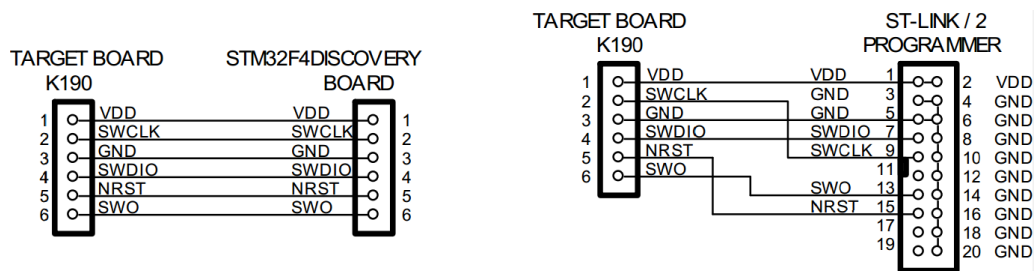 TARGET BOARD
K190
STM32F4DISCOVERY
BOARD
1 VDD VDD 1
2 SWCLK SWCLK 2
3 GND GND 3
4 SWDIO SWDIO 4
5 NRST NRST 5
6 SWO SWO 6
TARGET BOARD
K190
ST-LINK / 2
PROGRAMMER
1 VDD VDD 1 2 VDD
2 SWCLK GND 3 4 GND
3 GND GND 5 6 GND
4 SWDIO SWDIO 7 8 GND
5 NRST SWCLK 9 10 GND
6 SWO 11 12 GND
SWO 13 14 GND
NRST 15 16 GND
17 18 GND
19 20 GND